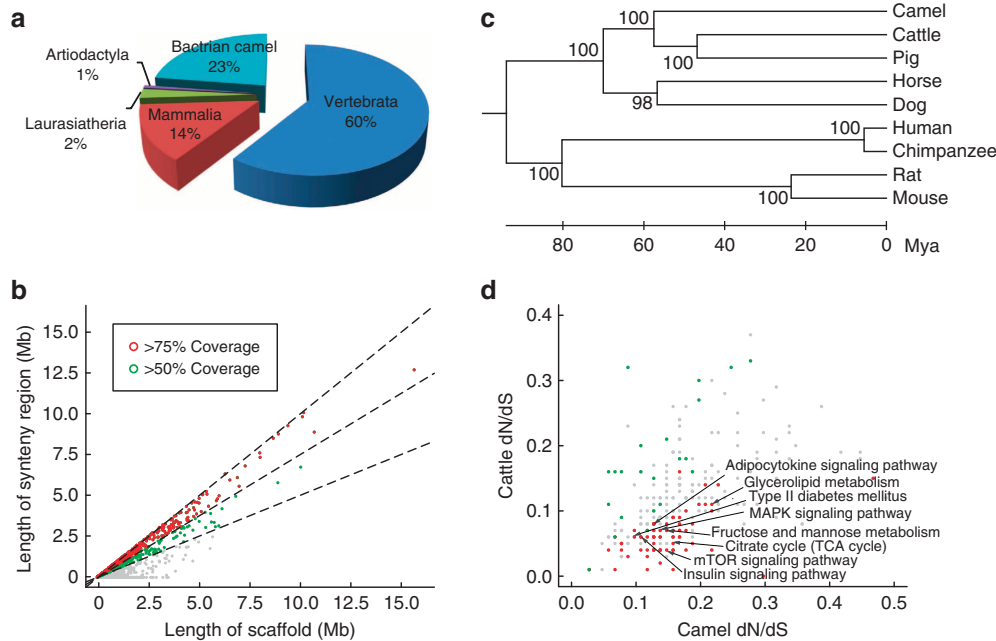 a
Artiodactyla
1%
Bactrian camel
23%
Vertebrata
60%
Mammalia
14%
Laurasiatheria
2%
b
Length of synteny region (Mb)
15.0
12.5
10.0
7.5
5.0
2.5
0
>75% Coverage
>50% Coverage
0
2.5
5.0
7.5
10.0
12.5
15.0
Length of scaffold (Mb)
c
100
100
100
98
100
100
100
Camel
Cattle
Pig
Horse
Dog
Human
Chimpanzee
Rat
Mouse
80
60
40
20
0
Mya
d
Cattle dN/dS
0.4
0.3
0.2
0.1
0.0
Adipocytokine signaling pathway
Glycerolipid metabolism
Type II diabetes mellitus
MAPK signaling pathway
Fructose and mannose metabolism
Citrate cycle (TCA cycle)
mTOR signaling pathway
Insulin signaling pathway
0.0
0.1
0.2
0.3
0.4
0.5
Camel dN/dS